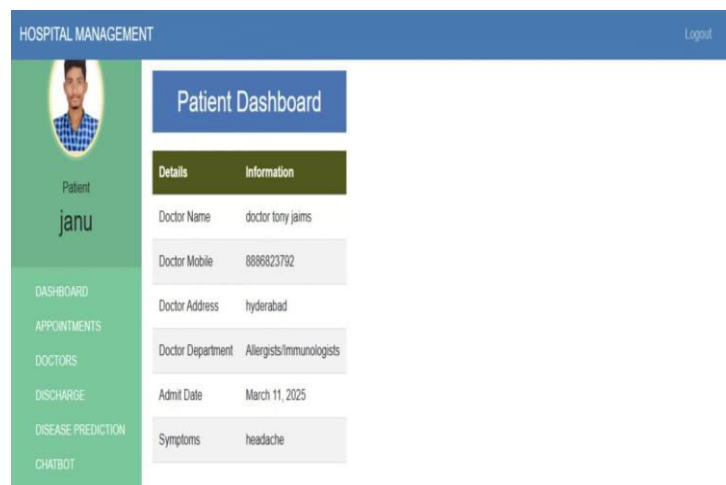 HOSPITAL MANAGEMENT
Logout
Patient
janu
DASHBOARD
APPOINTMENTS
DOCTORS
DISCHARGE
DISEASE PREDICTION
CHATBOT
Patient Dashboard
Details Information
Doctor Name doctor tony jaims
Doctor Mobile 8886823792
Doctor Address hyderabad
Doctor Department Allergists/Immunologists
Admit Date March 11, 2025
Symptoms headache